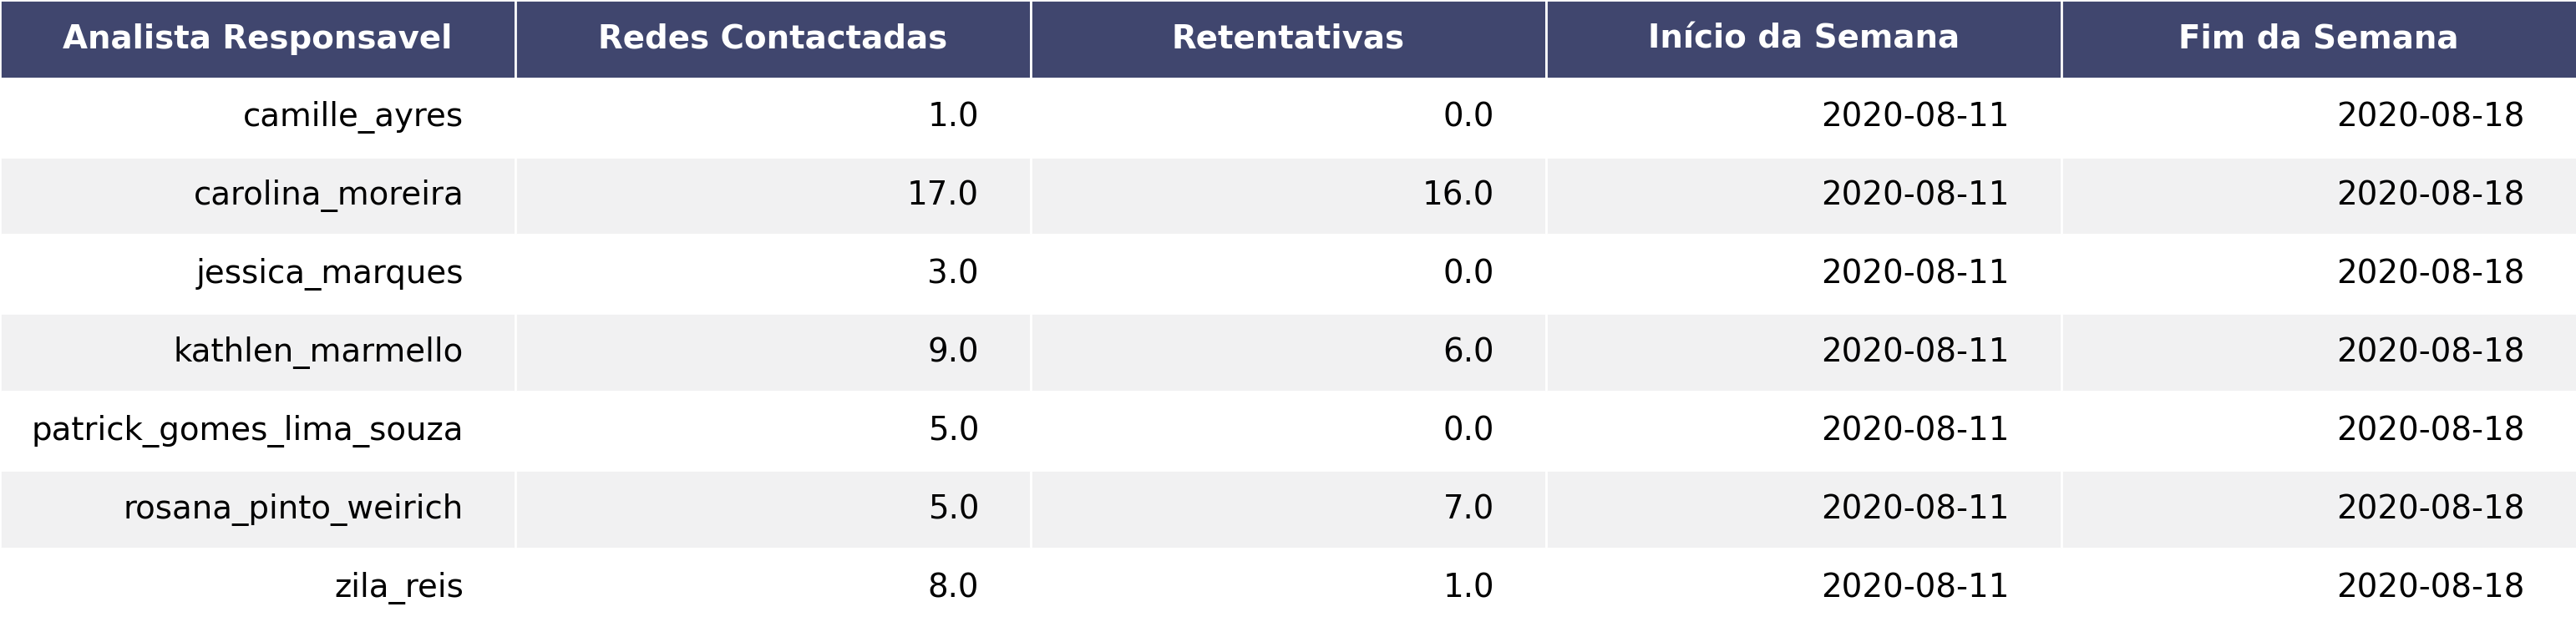 Analista Responsavel Redes Contactadas Retentativas Início da Semana Fim da Semana
camille_ayres 1.0 0.0 2020-08-11 2020-08-18
carolina_moreira 17.0 16.0 2020-08-11 2020-08-18
jessica_marques 3.0 0.0 2020-08-11 2020-08-18
kathlen_marmello 9.0 6.0 2020-08-11 2020-08-18
patrick_gomes_lima_souza 5.0 0.0 2020-08-11 2020-08-18
rosana_pinto_weirich 5.0 7.0 2020-08-11 2020-08-18
zila_reis 8.0 1.0 2020-08-11 2020-08-18